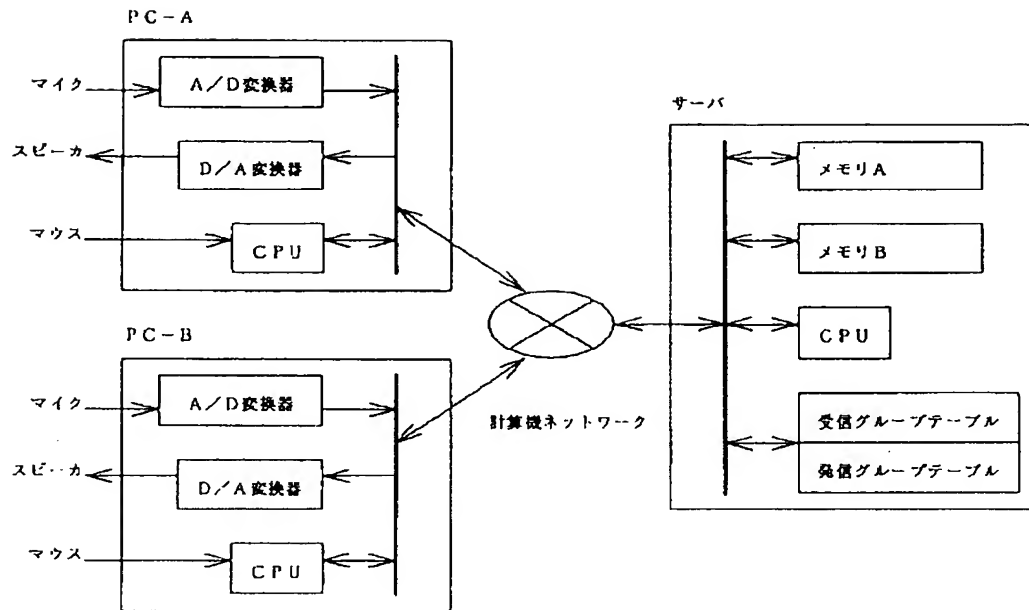 PC-A
マイク
A/D変換器
スピーカ
D/A変換器
マウス
CPU
PC-B
マイク
A/D変換器
スピーカ
D/A変換器
マウス
CPU
計算機ネットワーク
サーバ
メモリA
メモリB
CPU
受信グループテーブル
発信グループテーブル